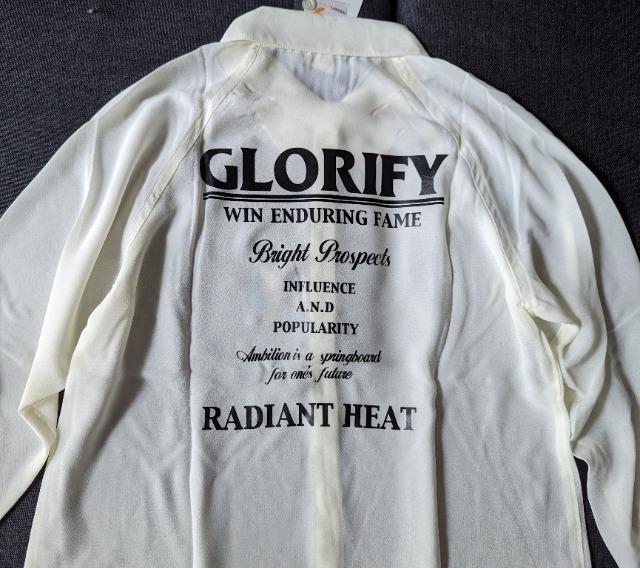 GLORIFY
WIN ENDURING FAME
Bright Prospects
INFLUENCE
A.N.D
POPULARITY
Ambition is a springboard
for one's future
RADIANT HEAT